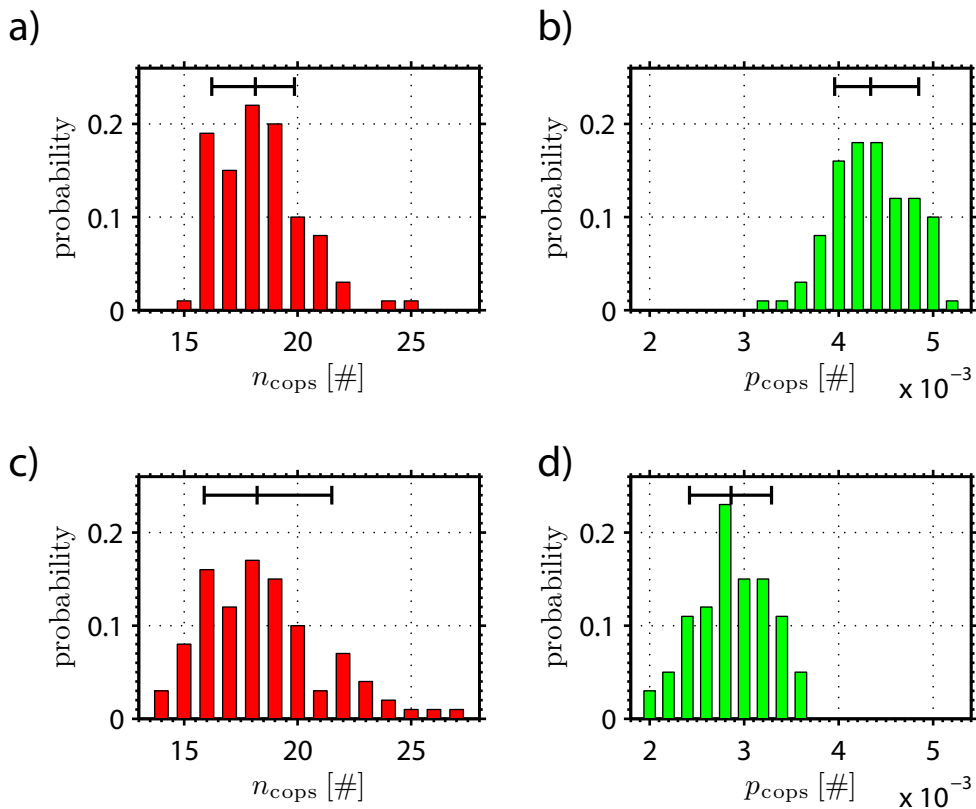 a)
probability
0.2
0.1
0
15 20 25
n_cops [#]
b)
probability
0.2
0.1
0
2 3 4 5
p_cops [#]
x 10^−3
c)
probability
0.2
0.1
0
15 20 25
n_cops [#]
d)
probability
0.2
0.1
0
2 3 4 5
p_cops [#]
x 10^−3